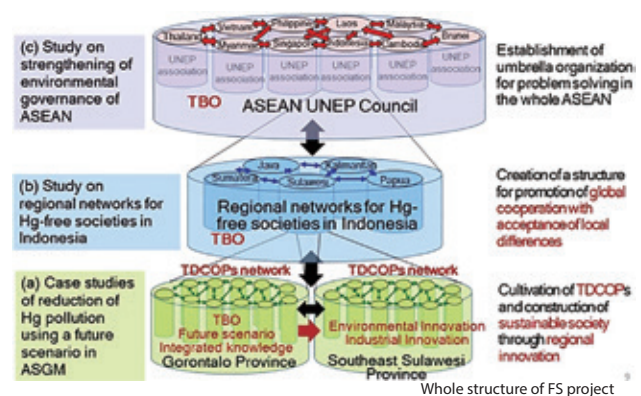 (c) Study on
strengthening of
environmental
governance of
ASEAN
Thailand
Vietnam
Philippine
Laos
Malaysia
Myanmar
Singapor
Indonesia
Cambodia
Brunei
UNEP
association
UNEP
association
UNEP
association
UNEP
association
UNEP
association
UNEP
association
TBO
ASEAN UNEP Council
Establishment of
umbrella organization
for problem solving in
the whole ASEAN
(b) Study on
regional networks for
Hg-free societies in
Indonesia
Java
Kalimantan
Sumatera
Sulawesi
Papua
Regional networks for Hg-
free societies in Indonesia
TBO
Creation of a structure
for promotion of global
cooperation with
acceptance of local
differences
(a) Case studies
of reduction of
Hg pollution
using a future
scenario in
ASGM
TDCOPs network
TBO
Future scenario
Integrated knowledge
Gorontalo Province
TDCOPs network
Environmental Innovation
Industrial Innovation
Southeast Sulawesi
Province
Cultivation of TDCOPs
and construction of
sustainable society
through regional
innovation
9
Whole structure of FS project